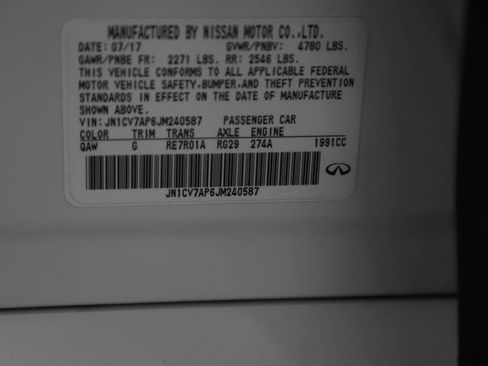 MANUFACTURED BY NISSAN MOTOR CO.,LTD.
DATE: 07/17 GVWR/PNBV: 4780 LBS.
GAWR/PNBE FR: 2271 LBS. RR: 2546 LBS.
THIS VEHICLE CONFORMS TO ALL APPLICABLE FEDERAL
MOTOR VEHICLE SAFETY,BUMPER,AND THEFT PREVENTION
STANDARDS IN EFFECT ON THE DATE OF MANUFACTURE
SHOWN ABOVE.
VIN: JN1CV7AP6JM240587 PASSENGER CAR
COLOR TRIM TRANS AXLE ENGINE
QAW G RE7R01A RG29 274A 1991CC
JN1CV7AP6JM240587